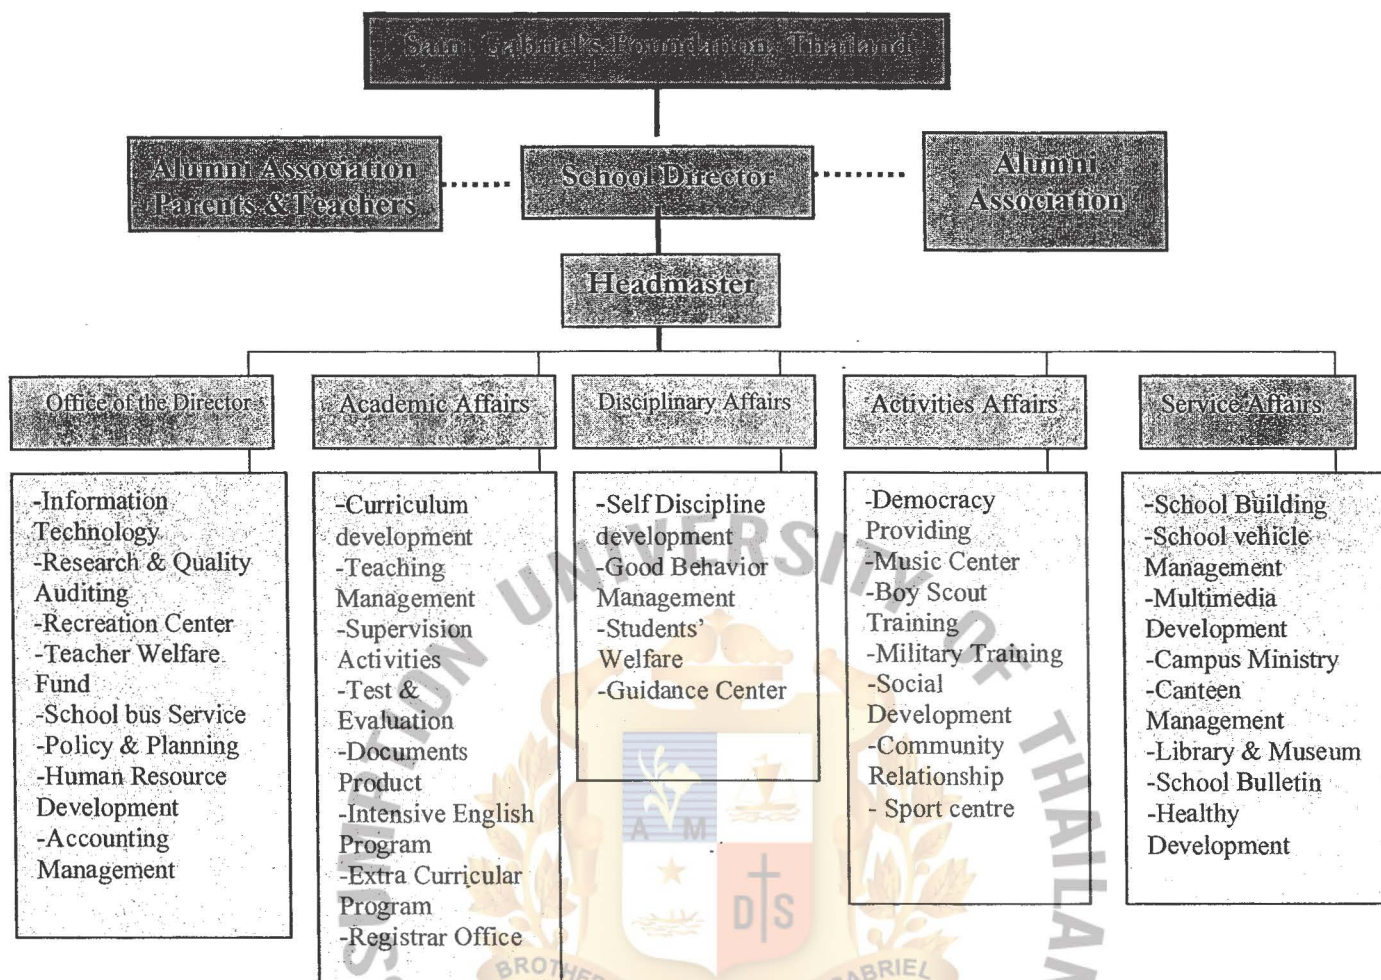 Saint Gabriel's Foundation, Thailand
Alumni Association
Parents & Teachers
School Director
Alumni
Association
Headmaster
Office of the Director
Academic Affairs
Disciplinary Affairs
Activities Affairs
Service Affairs
-Information
Technology
-Research & Quality
Auditing
-Recreation Center
-Teacher Welfare
Fund
-School bus Service
-Policy & Planning
-Human Resource
Development
-Accounting
Management
-Curriculum
development
-Teaching
Management
-Supervision
Activities
-Test &
Evaluation
-Documents
Product
-Intensive English
Program
-Extra Curricular
Program
-Registrar Office
-Self Discipline
development
-Good Behavior
Management
-Students'
Welfare
-Guidance Center
-Democracy
Providing
-Music Center
-Boy Scout
Training
-Military Training
-Social
Development
-Community
Relationship
- Sport centre
-School Building
-School vehicle
Management
-Multimedia
Development
-Campus Ministry
-Canteen
Management
-Library & Museum
-School Bulletin
-Healthy
Development
UNIVERSITY OF
A M
D S